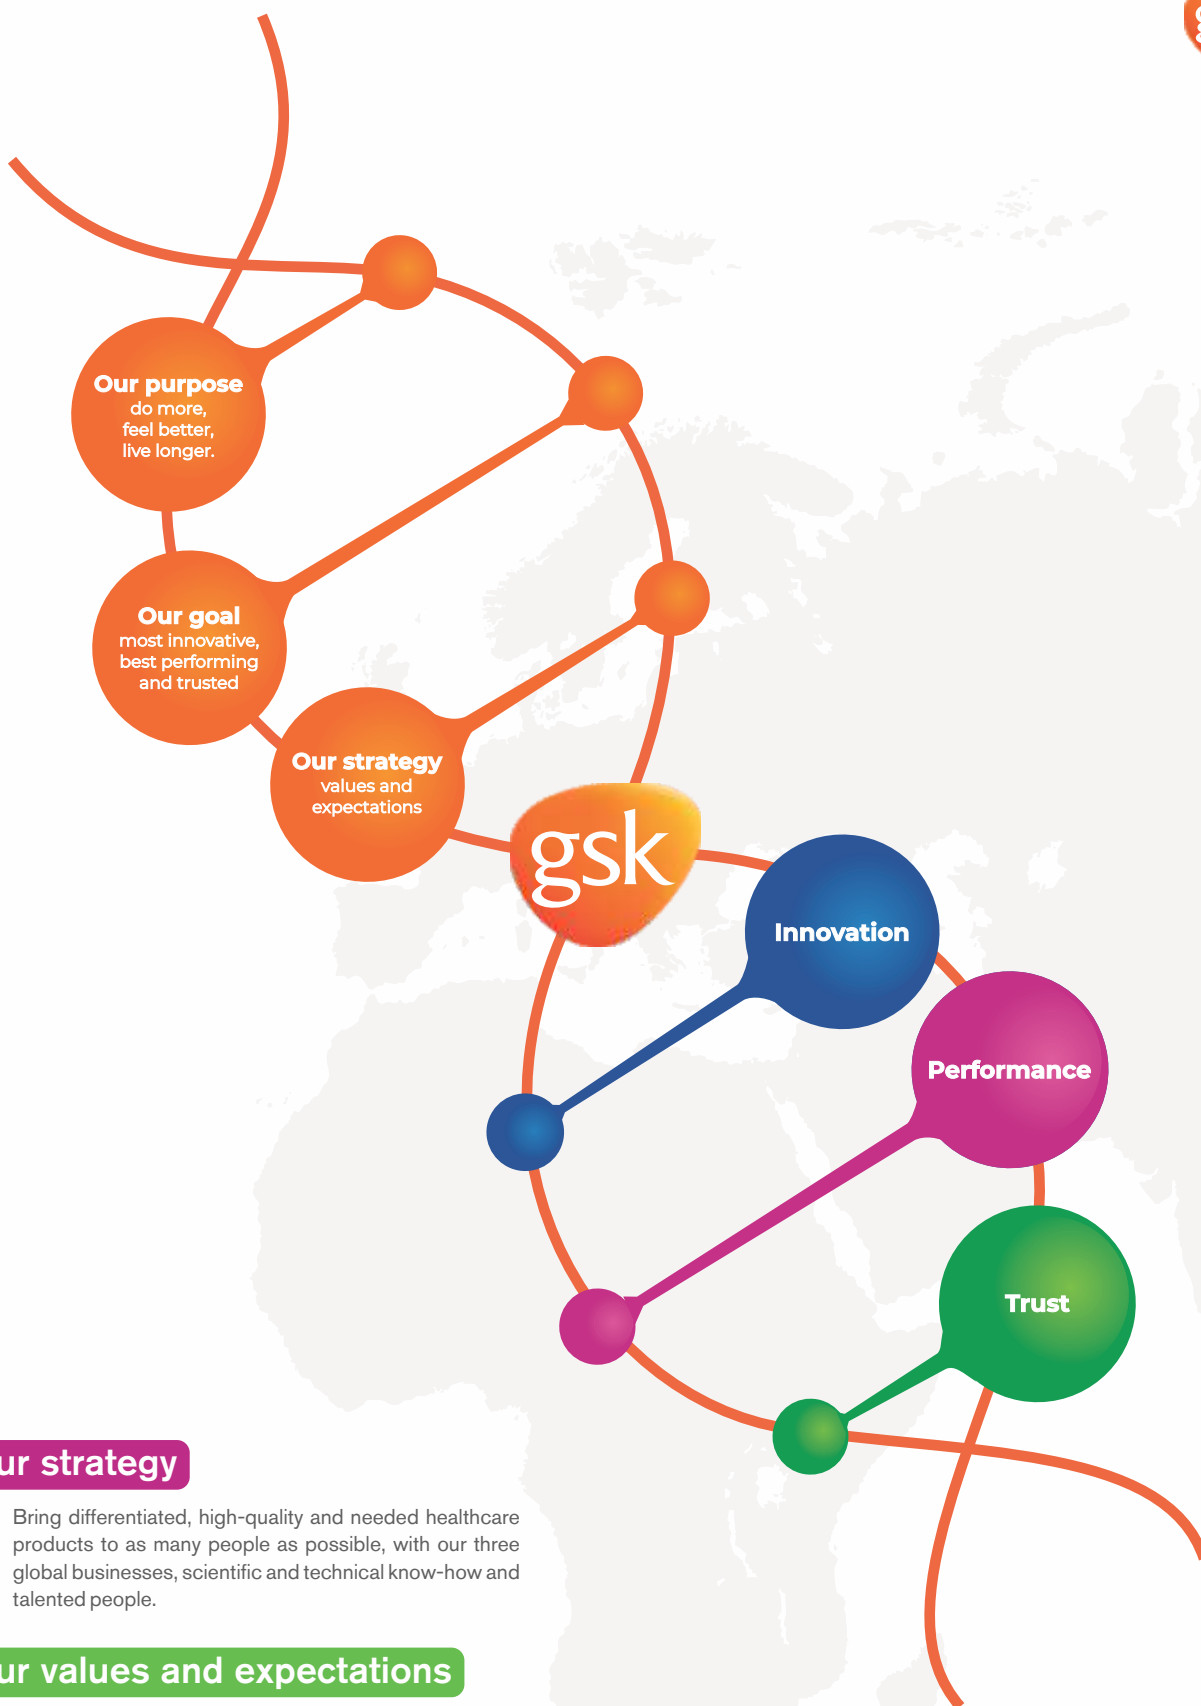 Our purpose
do more,
feel better,
live longer.
Our goal
most innovative,
best performing
and trusted
Our strategy
values and
expectations
gsk
Innovation
Performance
Trust
ur strategy
Bring differentiated, high-quality and needed healthcare
products to as many people as possible, with our three
global businesses, scientific and technical know-how and
talented people.
ur values and expectations